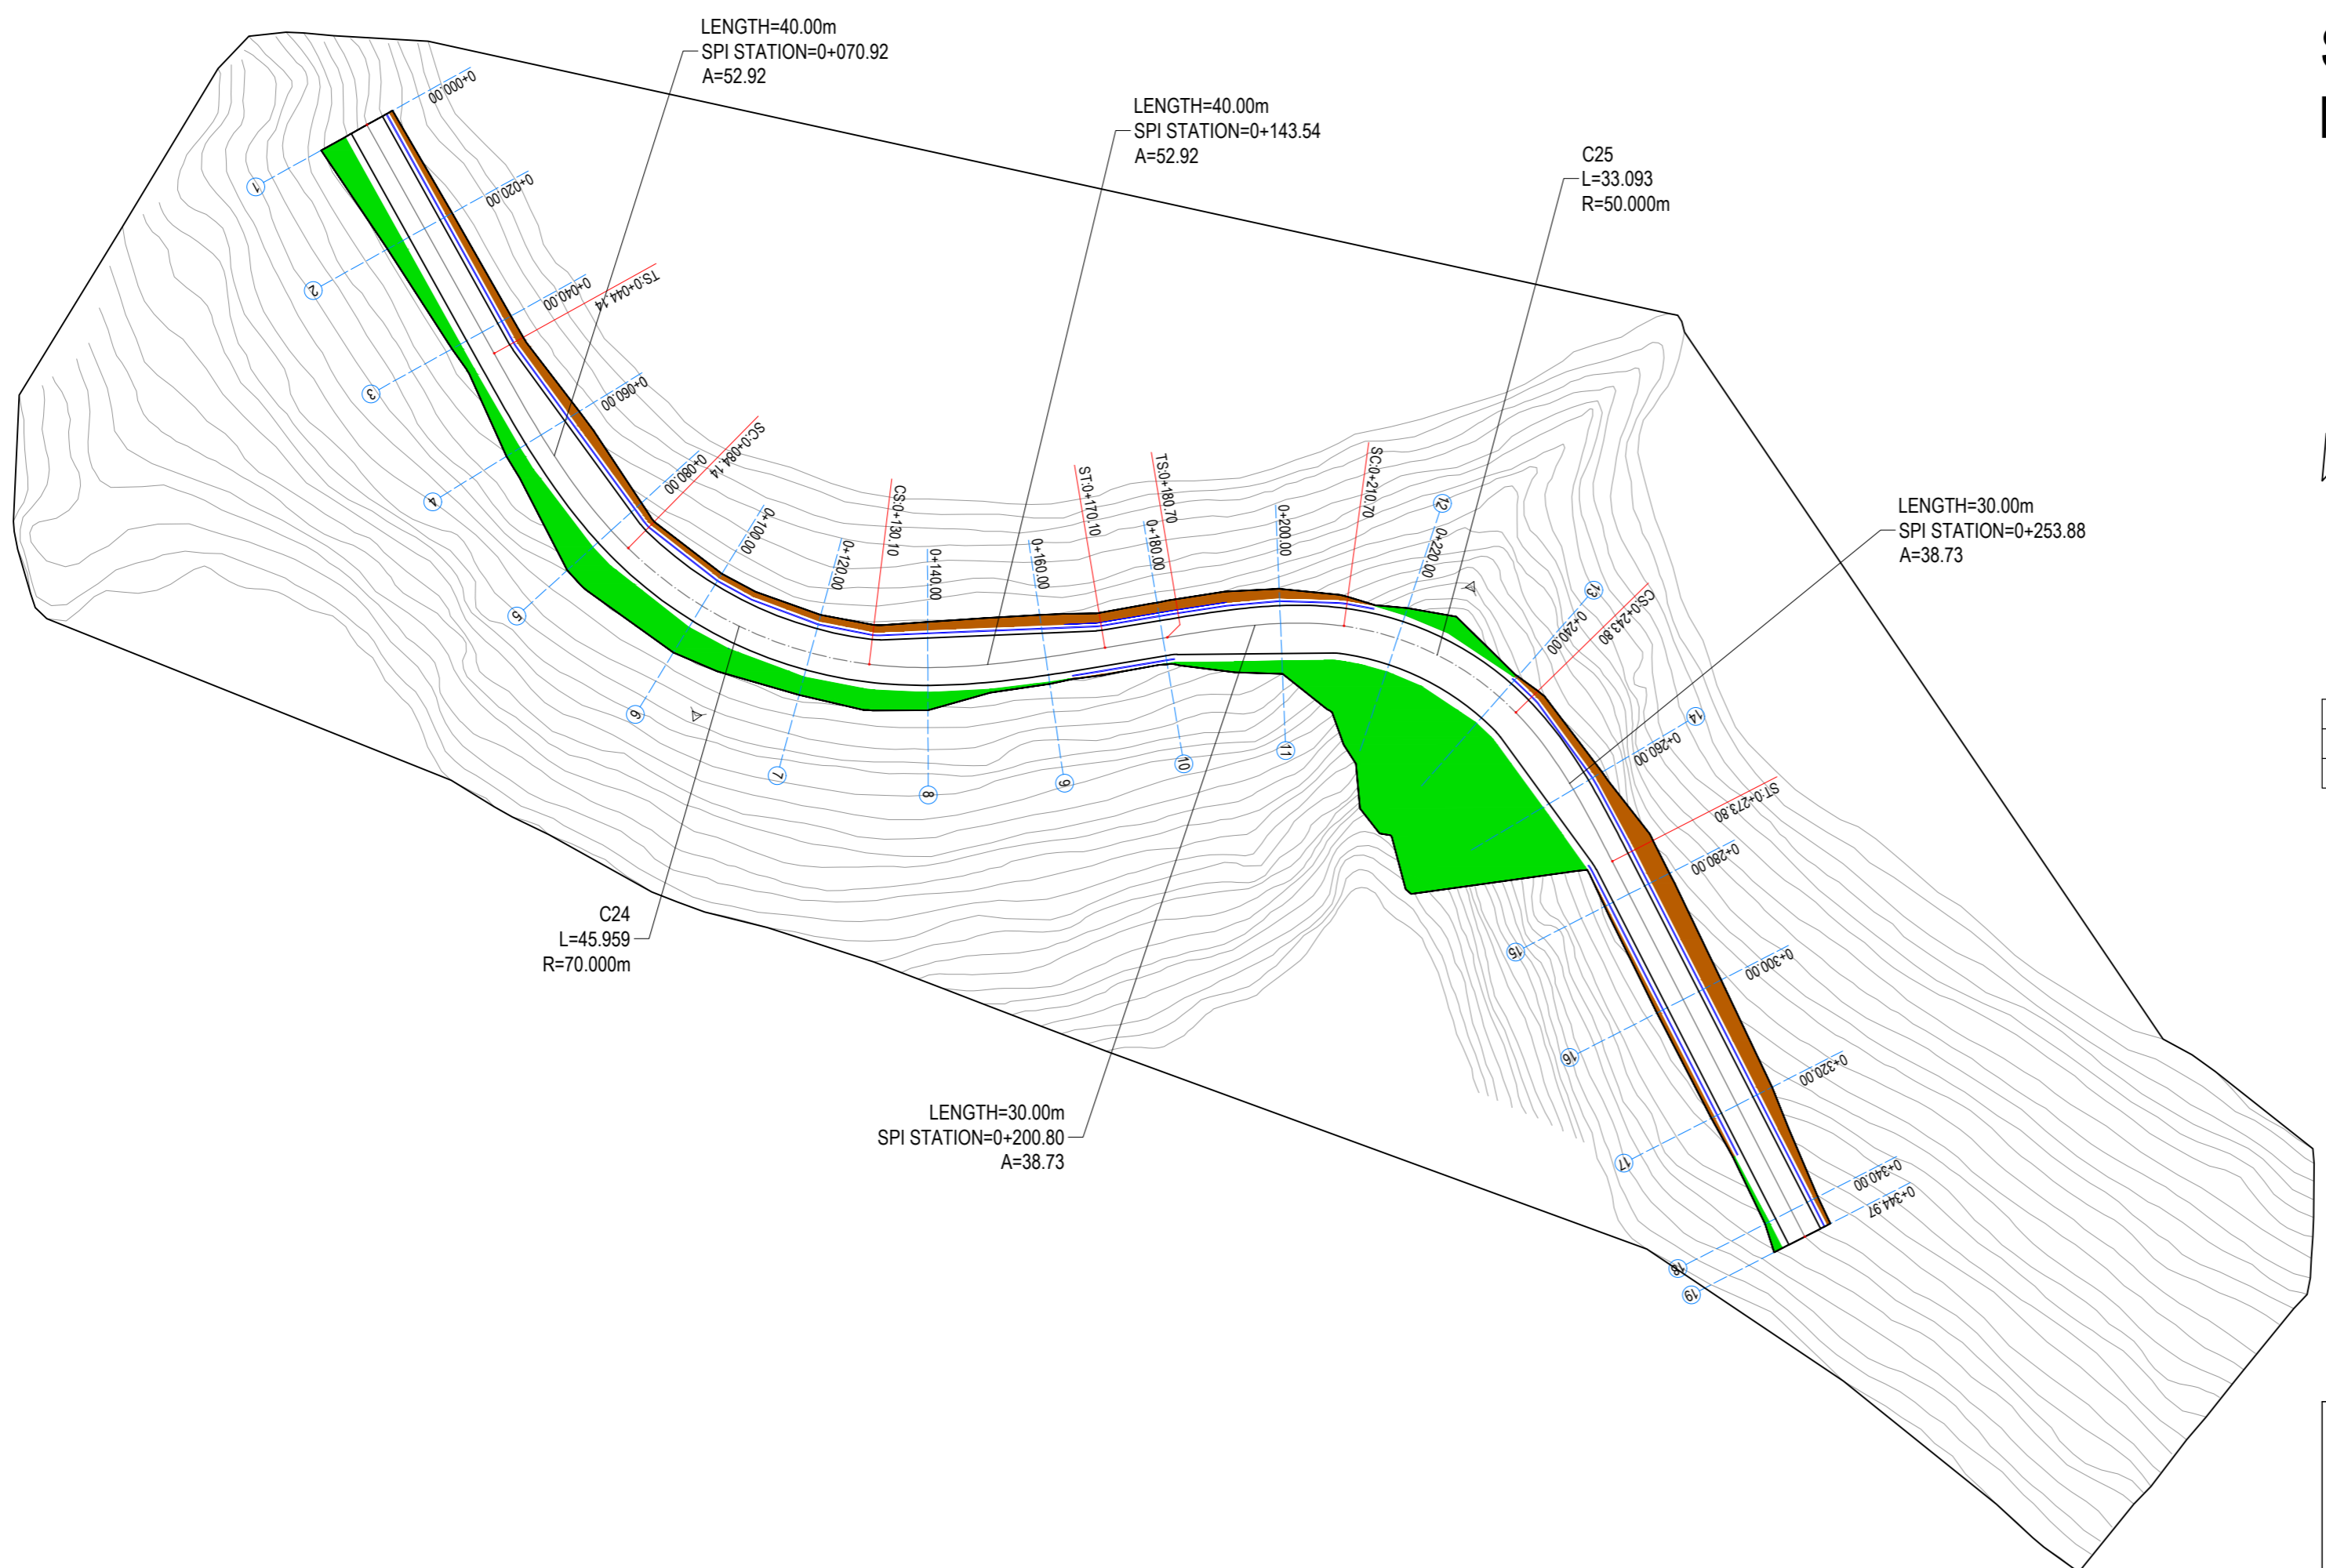 LENGTH=40.00m
SPI STATION=0+070.92
A=52.92
LENGTH=40.00m
SPI STATION=0+143.54
A=52.92
C25
L=33.093
R=50.000m
LENGTH=30.00m
SPI STATION=0+253.88
A=38.73
C24
L=45.959
R=70.000m
LENGTH=30.00m
SPI STATION=0+200.80
A=38.73
0+000.00
0+020.00
0+040.00
TS:0+044.14
0+060.00
0+080.00
SC:0+084.14
0+100.00
0+120.00
CS:0+130.10
0+140.00
0+160.00
ST:0+170.10
0+180.00
TS:0+180.70
0+200.00
SC:0+210.70
0+220.00
0+240.00
CS:0+243.80
0+260.00
ST:0+273.80
0+280.00
0+300.00
0+320.00
0+340.00
0+344.97
1
2
3
4
5
6
7
8
9
10
11
12
13
14
15
16
17
18
19